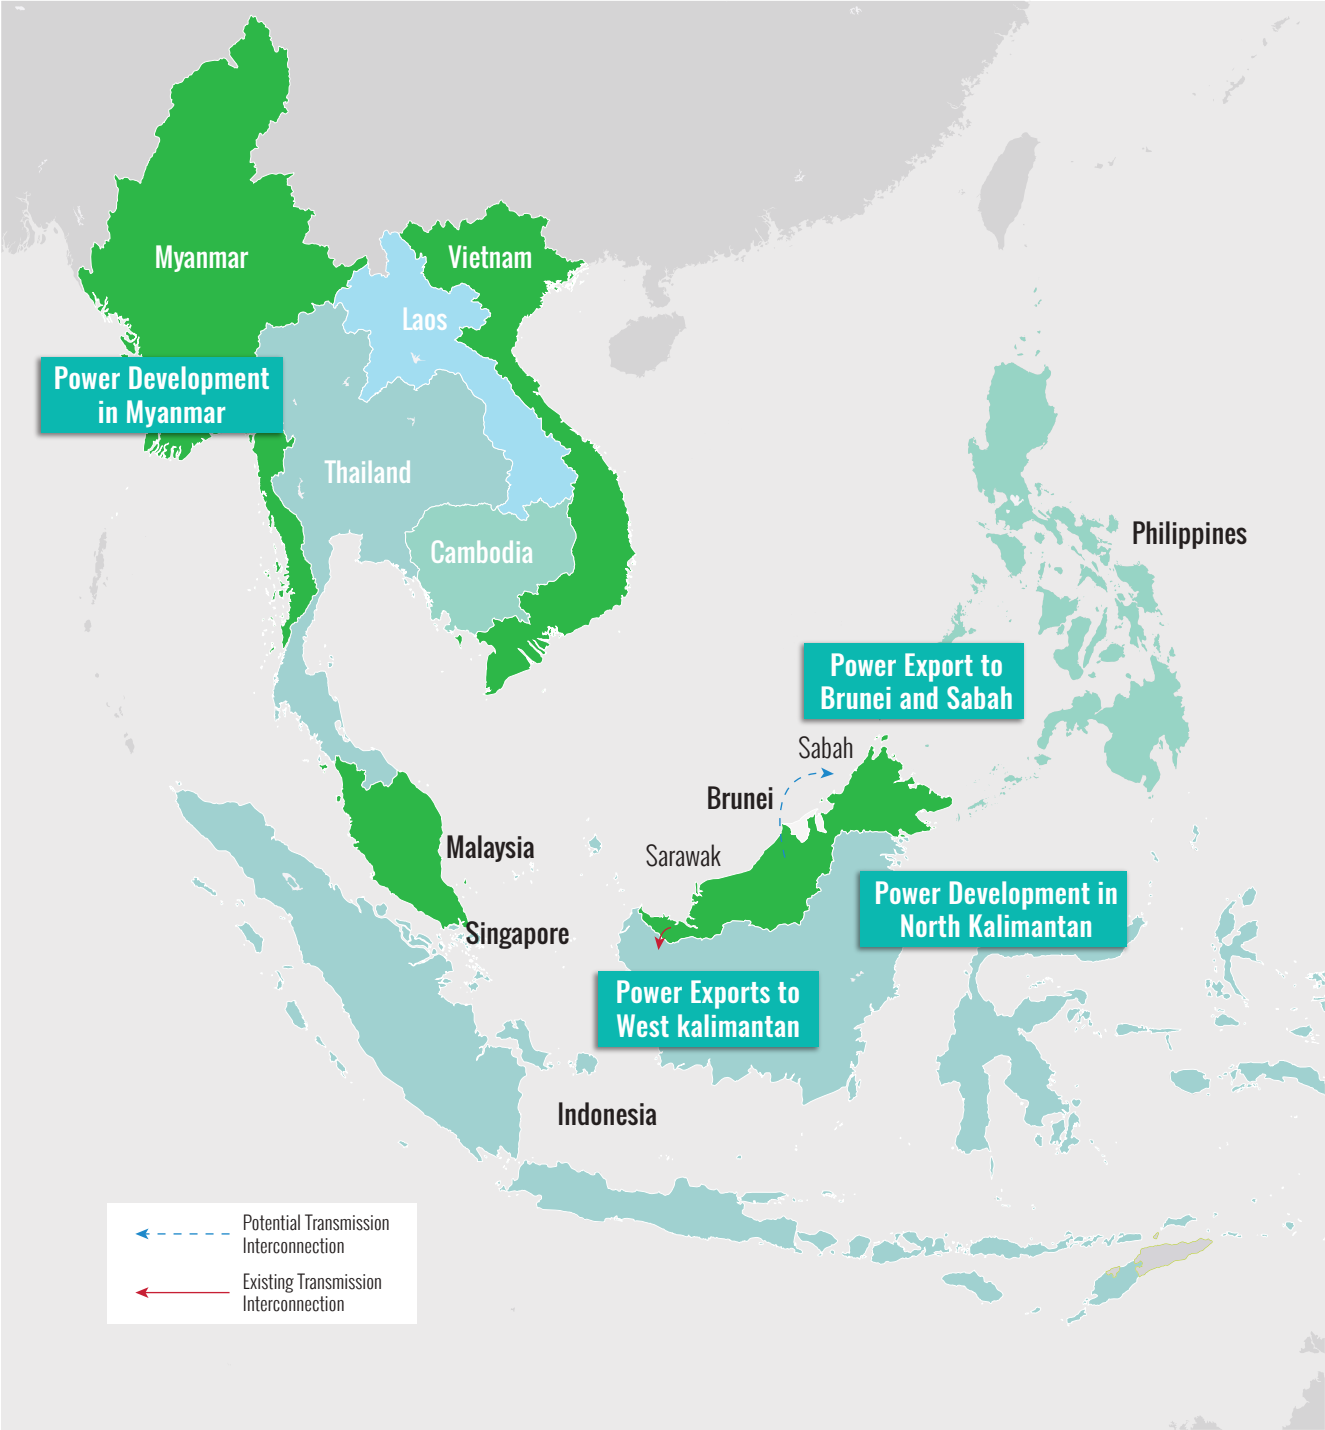 Myanmar
Vietnam
Laos
Power Development
in Myanmar
Thailand
Cambodia
Philippines
Power Export to
Brunei and Sabah
Sabah
Brunei
Malaysia
Sarawak
Power Development in
North Kalimantan
Singapore
Power Exports to
West kalimantan
Indonesia
Potential Transmission
Interconnection
Existing Transmission
Interconnection